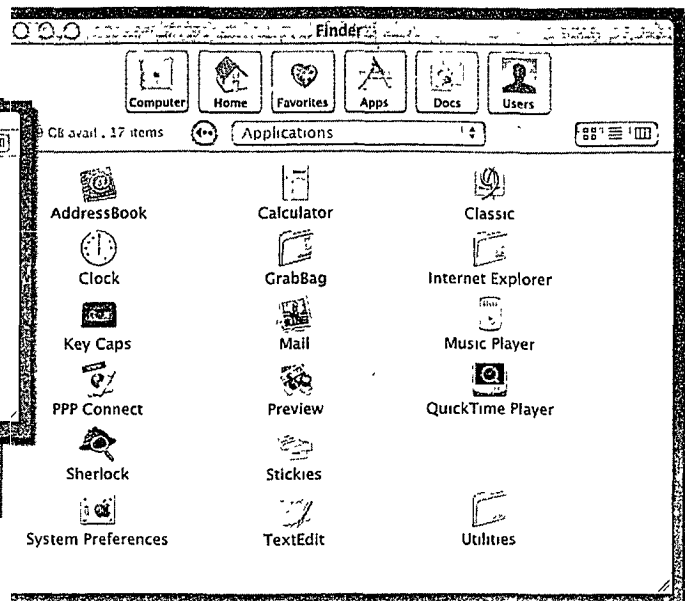 Finder
Computer Home Favorites Apps Docs Users
GB avail , 17 items Applications
AddressBook Calculator Classic
Clock GrabBag Internet Explorer
Key Caps Mail Music Player
PPP Connect Preview QuickTime Player
Sherlock Stickies
System Preferences TextEdit Utilities